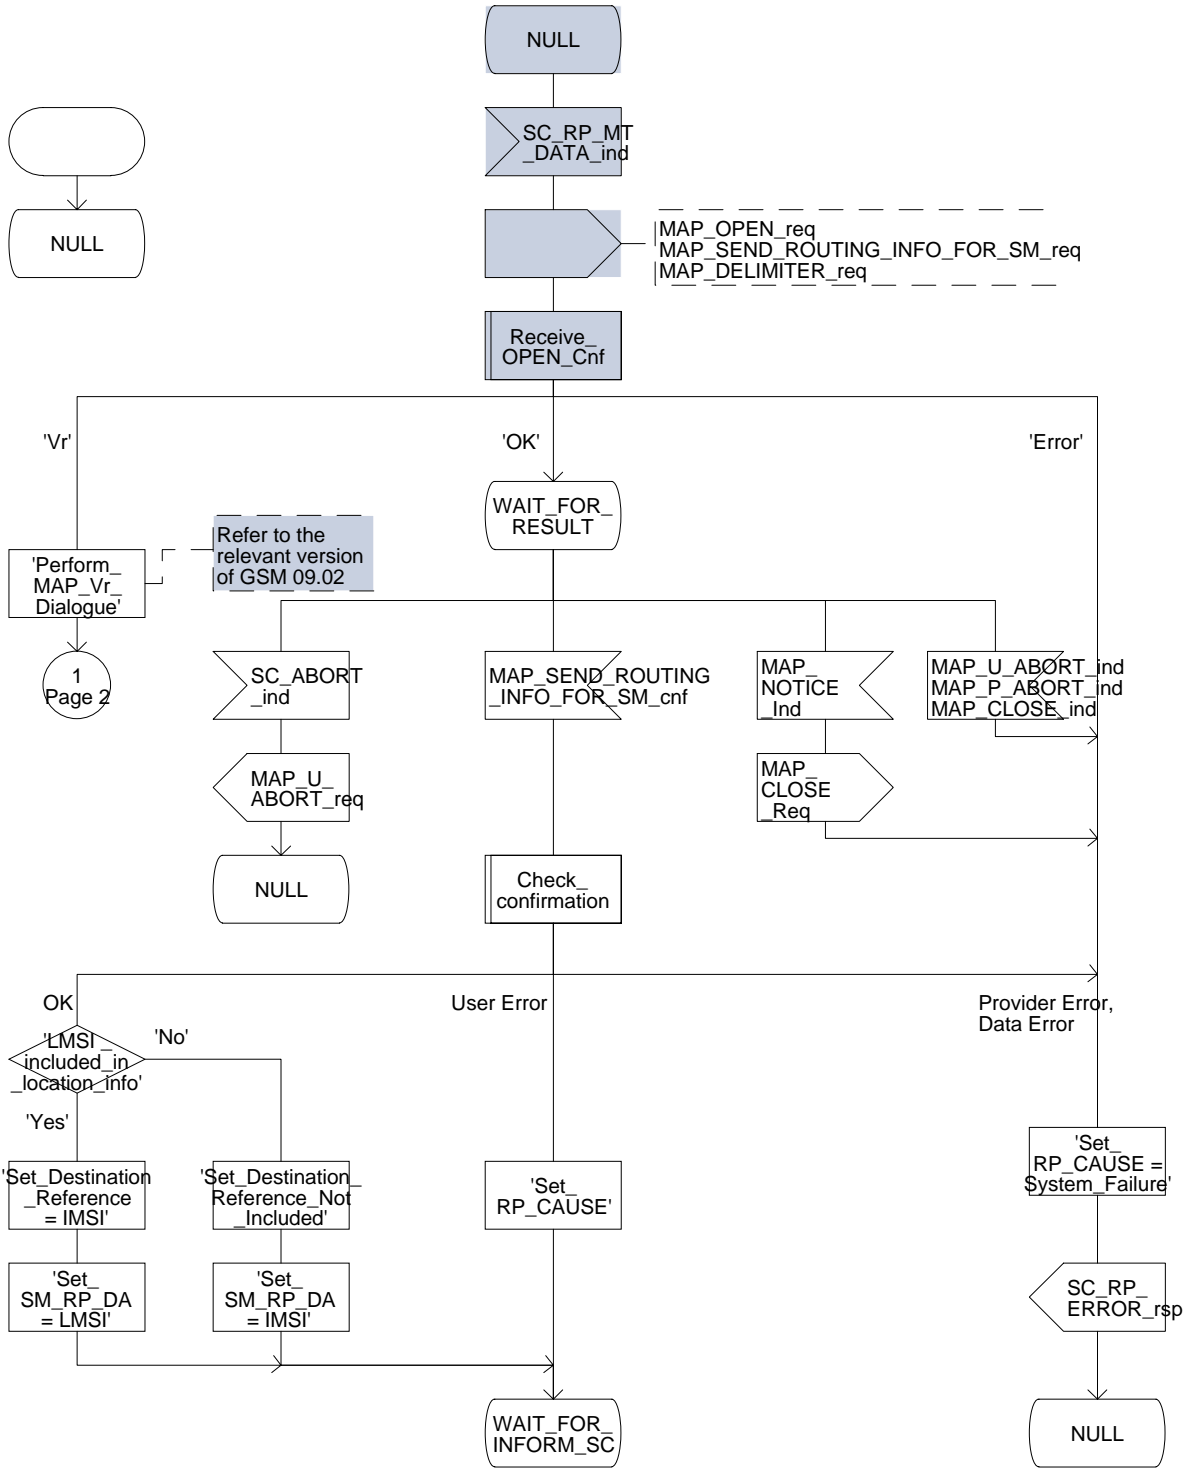 NULL
SC_RP_MT
_DATA_ind
NULL
MAP_OPEN_req
MAP_SEND_ROUTING_INFO_FOR_SM_req
MAP_DELIMITER_req
Receive_
OPEN_Cnf
'Vr'
'OK'
'Error'
WAIT_FOR_
RESULT
Refer to the
relevant version
of GSM 09.02
'Perform_
MAP_Vr_
Dialogue'
1
Page 2
SC_ABORT
_ind
MAP_SEND_ROUTING
_INFO_FOR_SM_cnf
MAP_
NOTICE
_Ind
MAP_U_ABORT_ind
MAP_P_ABORT_ind
MAP_CLOSE_ind
MAP_U_
ABORT_req
MAP_
CLOSE
_Req
NULL
Check_
confirmation
OK
User Error
Provider Error,
Data Error
'LMSI_
included_in
_location_info'
'No'
'Yes'
'Set_Destination
_Reference
= IMSI'
'Set_Destination_
Reference_Not
_Included'
'Set_
RP_CAUSE'
'Set_
RP_CAUSE =
System_Failure'
'Set_
SM_RP_DA
= LMSI'
'Set_
SM_RP_DA
= IMSI'
SC_RP_
ERROR_rsp
WAIT_FOR_
INFORM_SC
NULL